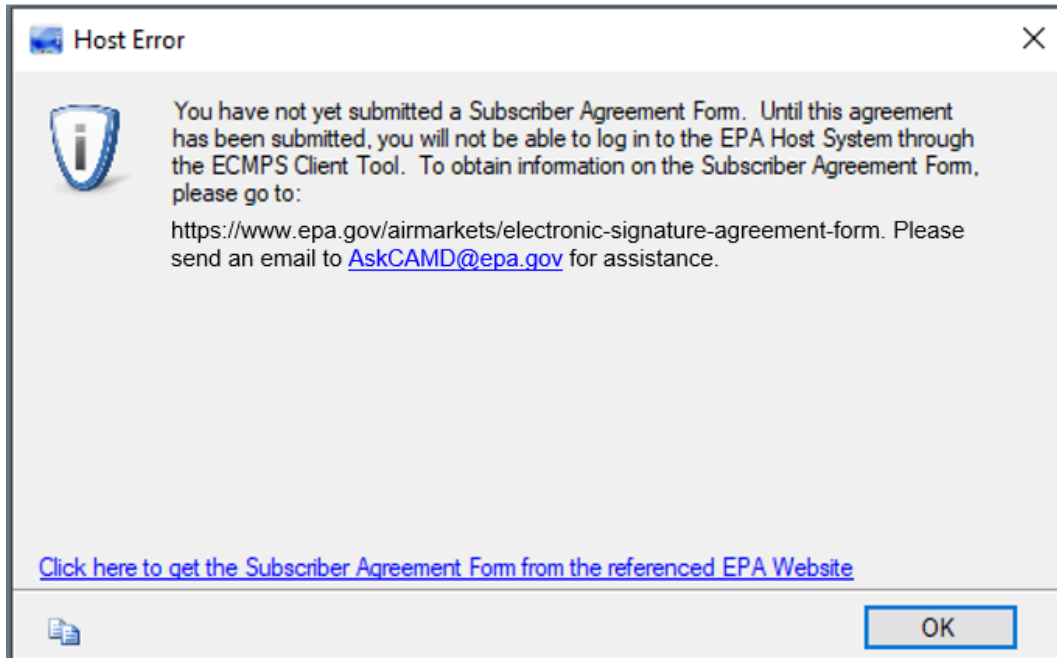 Host Error
You have not yet submitted a Subscriber Agreement Form.  Until this agreement
has been submitted, you will not be able to log in to the EPA Host System through
the ECMPS Client Tool.  To obtain information on the Subscriber Agreement Form,
please go to:
https://www.epa.gov/airmarkets/electronic-signature-agreement-form. Please
send an email to AskCAMD@epa.gov for assistance.
Click here to get the Subscriber Agreement Form from the referenced EPA Website
OK